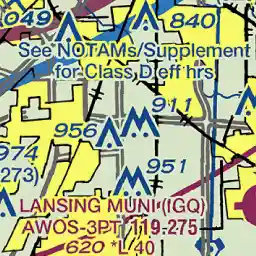 049
840
See NOTAMs/Supplement
for Class D eff hrs
911
956
974
(273)
951
LANSING MUNI (IGQ)
AWOS-3PT 119.275
620 *L 40